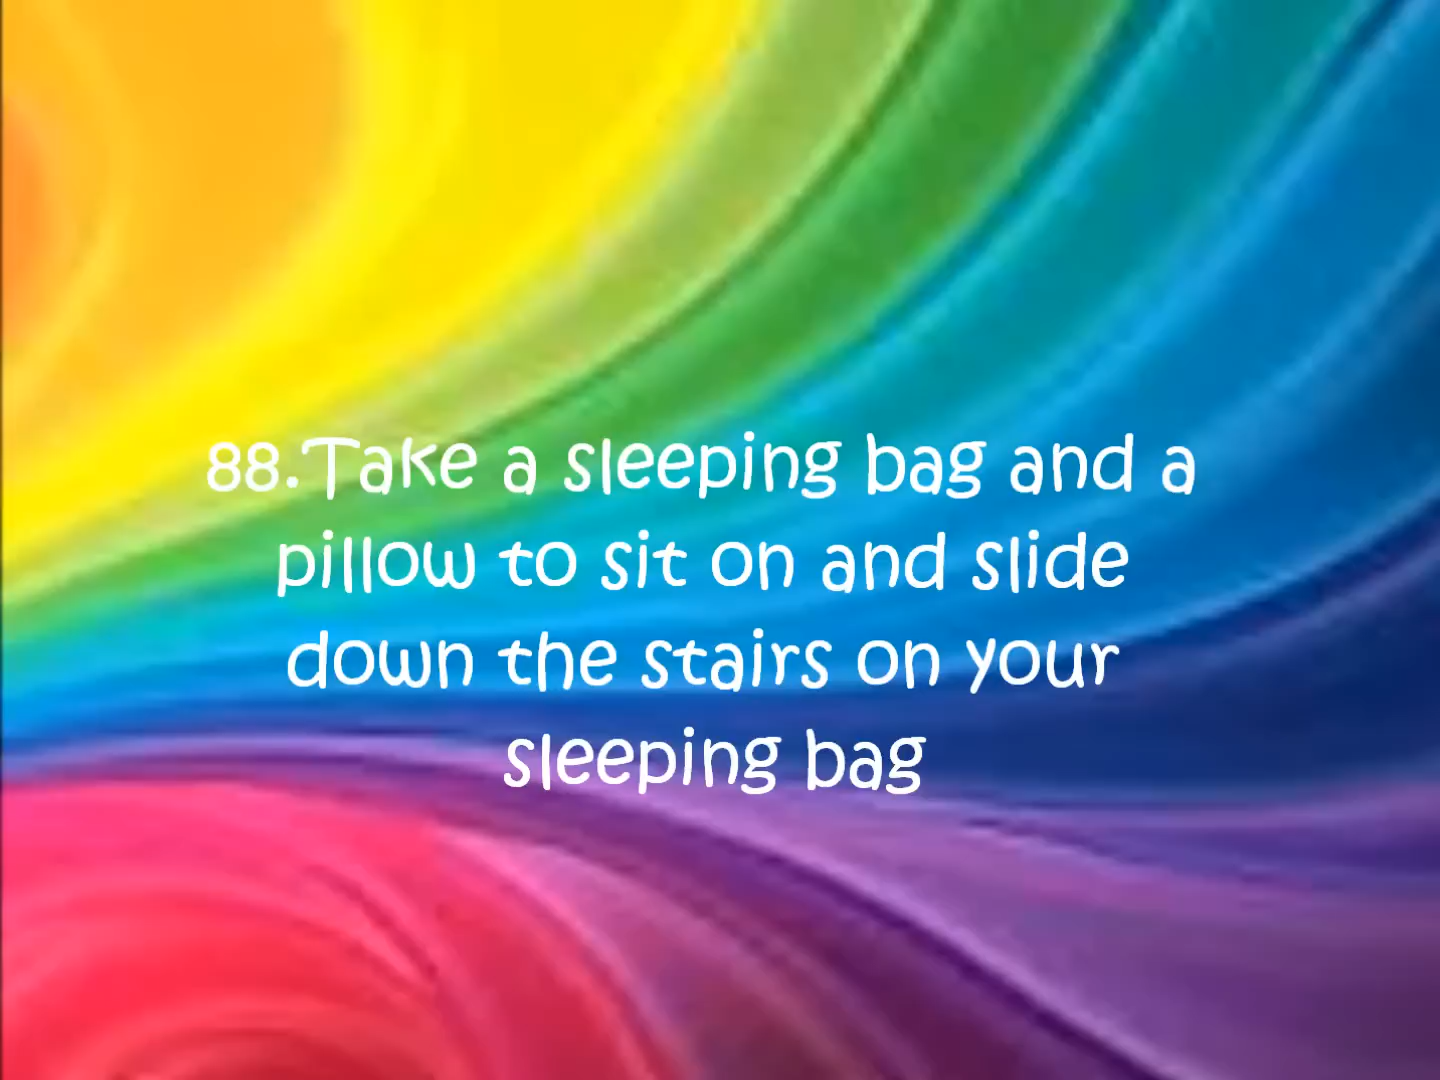 88.Take a sleeping bag and a
pillow to sit on and slide
down the stairs on your
sleeping bag